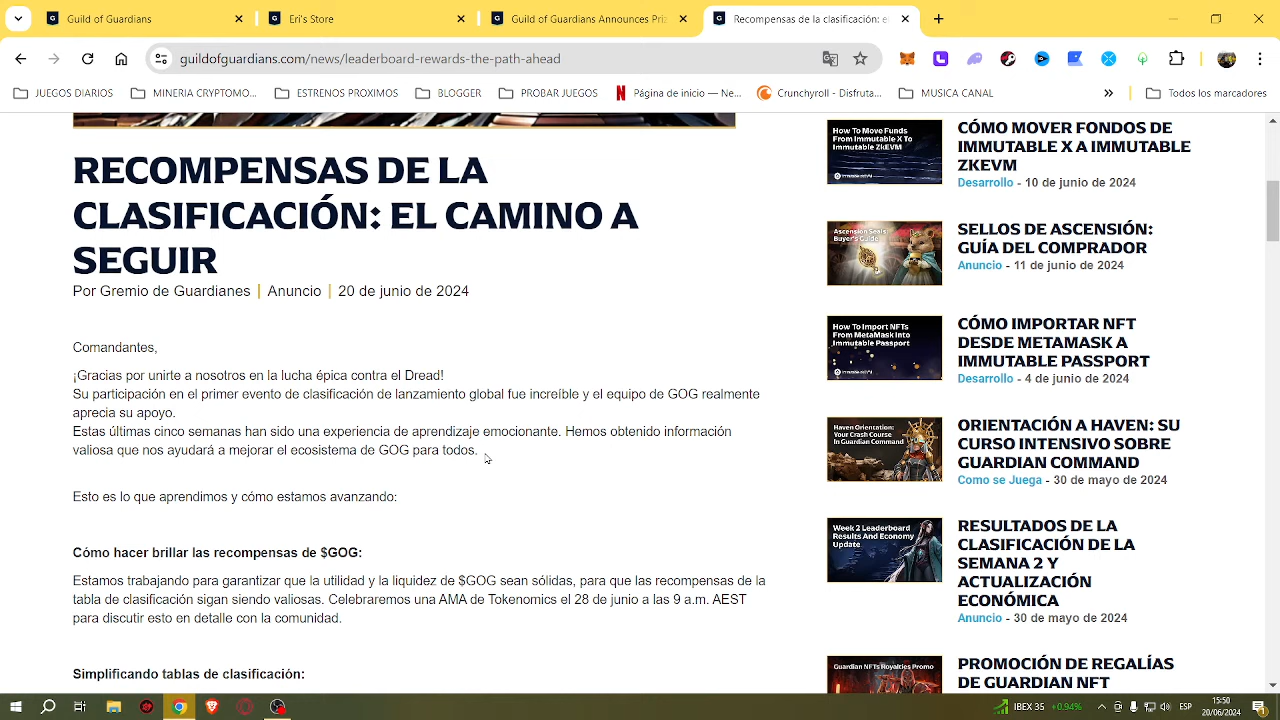 Guild of Guardians
Eri's Store
Guild of Guardians Announces Pri
Recompensas de la clasificación: e
guildofguardians.com/es/articles/leaderboard-rewards-the-path-ahead
JUEGOS DIARIOS
MINERIA CRYPTOMO...
ESTRENOS PROXIMOS
BLOGGER
PROBAR JUEGOS
Página de inicio — Ne...
Crunchyroll - Disfruta...
MUSICA CANAL
Todos los marcadores
RECOMPENSAS DE LA
CLASIFICACIÓN: EL CAMINO A
SEGUIR
Por Gremio de Guardianes | Anuncio | 20 de junio de 2024
Comandantes,
¡Gracias por unirte a nosotros en la lucha épica contra el Dread!
Su participación en el primer evento de clasificación de lanzamiento global fue increíble y el equipo de GOG realmente
aprecia su apoyo.
Estas últimas ocho semanas han sido una experiencia de aprendizaje emocionante. Hemos obtenido información
valiosa que nos ayudará a mejorar el ecosistema de GOG para todos.
Esto es lo que aprendimos y cómo estamos avanzando:
Cómo hacer brillar las recompensas de $GOG:
Estamos trabajando para garantizar que la utilidad y la liquidez de $GOG sean sólidas, para que las recompensas de la
tabla de clasificación sigan siendo valiosas. Celebraremos una AMA de Tokenomics el 28 de junio a las 9 a.m. AEST
para discutir esto en detalle con todos.
Simplificando tablas de clasificación:
How To Move Funds
From Immutable X To
Immutable ZkEVM
CÓMO MOVER FONDOS DE
IMMUTABLE X A IMMUTABLE
ZKEVM
Desarrollo - 10 de junio de 2024
Ascension Seals:
Buyer's Guide
SELLOS DE ASCENSIÓN:
GUÍA DEL COMPRADOR
Anuncio - 11 de junio de 2024
How To Import NFTs
From MetaMask Into
Immutable Passport
CÓMO IMPORTAR NFT
DESDE METAMASK A
IMMUTABLE PASSPORT
Desarrollo - 4 de junio de 2024
Haven Orientation:
Your Crash Course
In Guardian Command
ORIENTACIÓN A HAVEN: SU
CURSO INTENSIVO SOBRE
GUARDIAN COMMAND
Como se Juega - 30 de mayo de 2024
Week 2 Leaderboard
Results And Economy
Update
RESULTADOS DE LA
CLASIFICACIÓN DE LA
SEMANA 2 Y
ACTUALIZACIÓN
ECONÓMICA
Anuncio - 30 de mayo de 2024
Guardian NFTs Royalties Promo
PROMOCIÓN DE REGALÍAS
DE GUARDIAN NFT
IBEX 35 +0.94%
ESP
15:50
20/06/2024